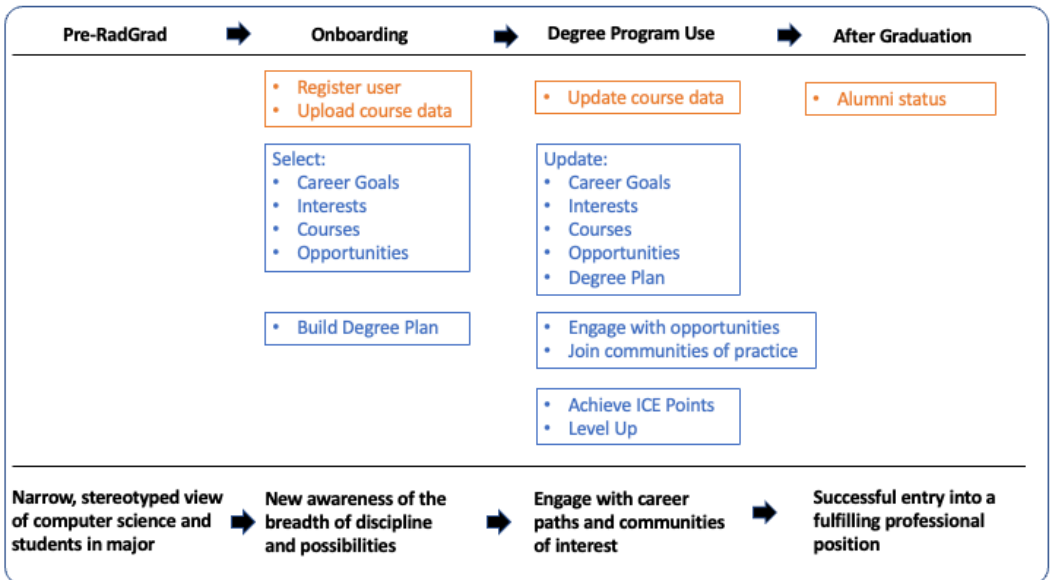 Pre-RadGrad
Onboarding
Degree Program Use
After Graduation
• Register user
• Upload course data
• Update course data
• Alumni status
Select:
• Career Goals
• Interests
• Courses
• Opportunities
Update:
• Career Goals
• Interests
• Courses
• Opportunities
• Degree Plan
• Build Degree Plan
• Engage with opportunities
• Join communities of practice
• Achieve ICE Points
• Level Up
Narrow, stereotyped view
of computer science and
students in major
New awareness of the
breadth of discipline
and possibilities
Engage with career
paths and communities
of interest
Successful entry into a
fulfilling professional
position